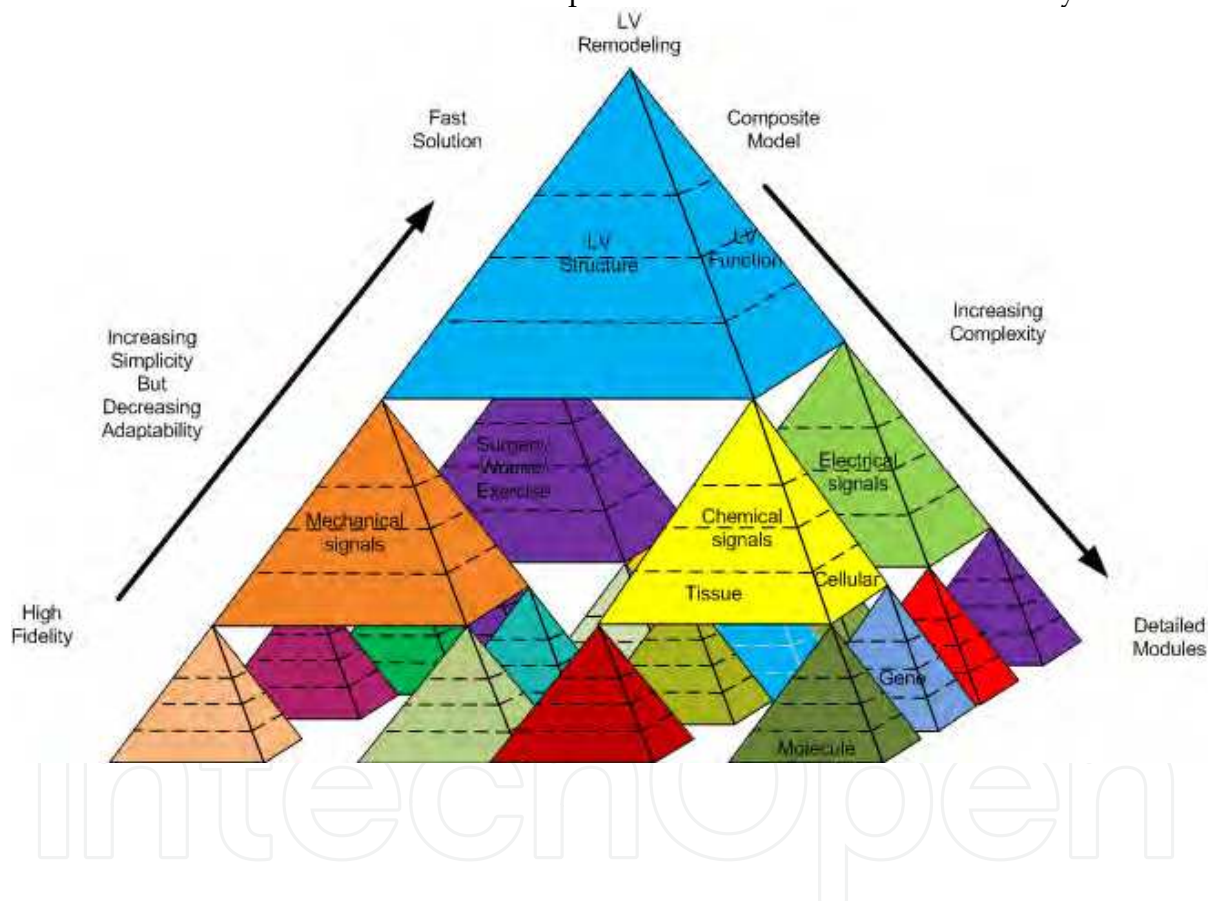 LV
Remodeling
Fast
Solution
Composite
Model
LV
Structure
LV
Function
Increasing
Simplicity
But
Decreasing
Adaptability
Increasing
Complexity
Surgery
Exercise
Electrical
signals
Mechanical
signals
Chemical
signals
Tissue
Cellular
High
Fidelity
Detailed
Modules
Gene
Molecule
IntechOpen